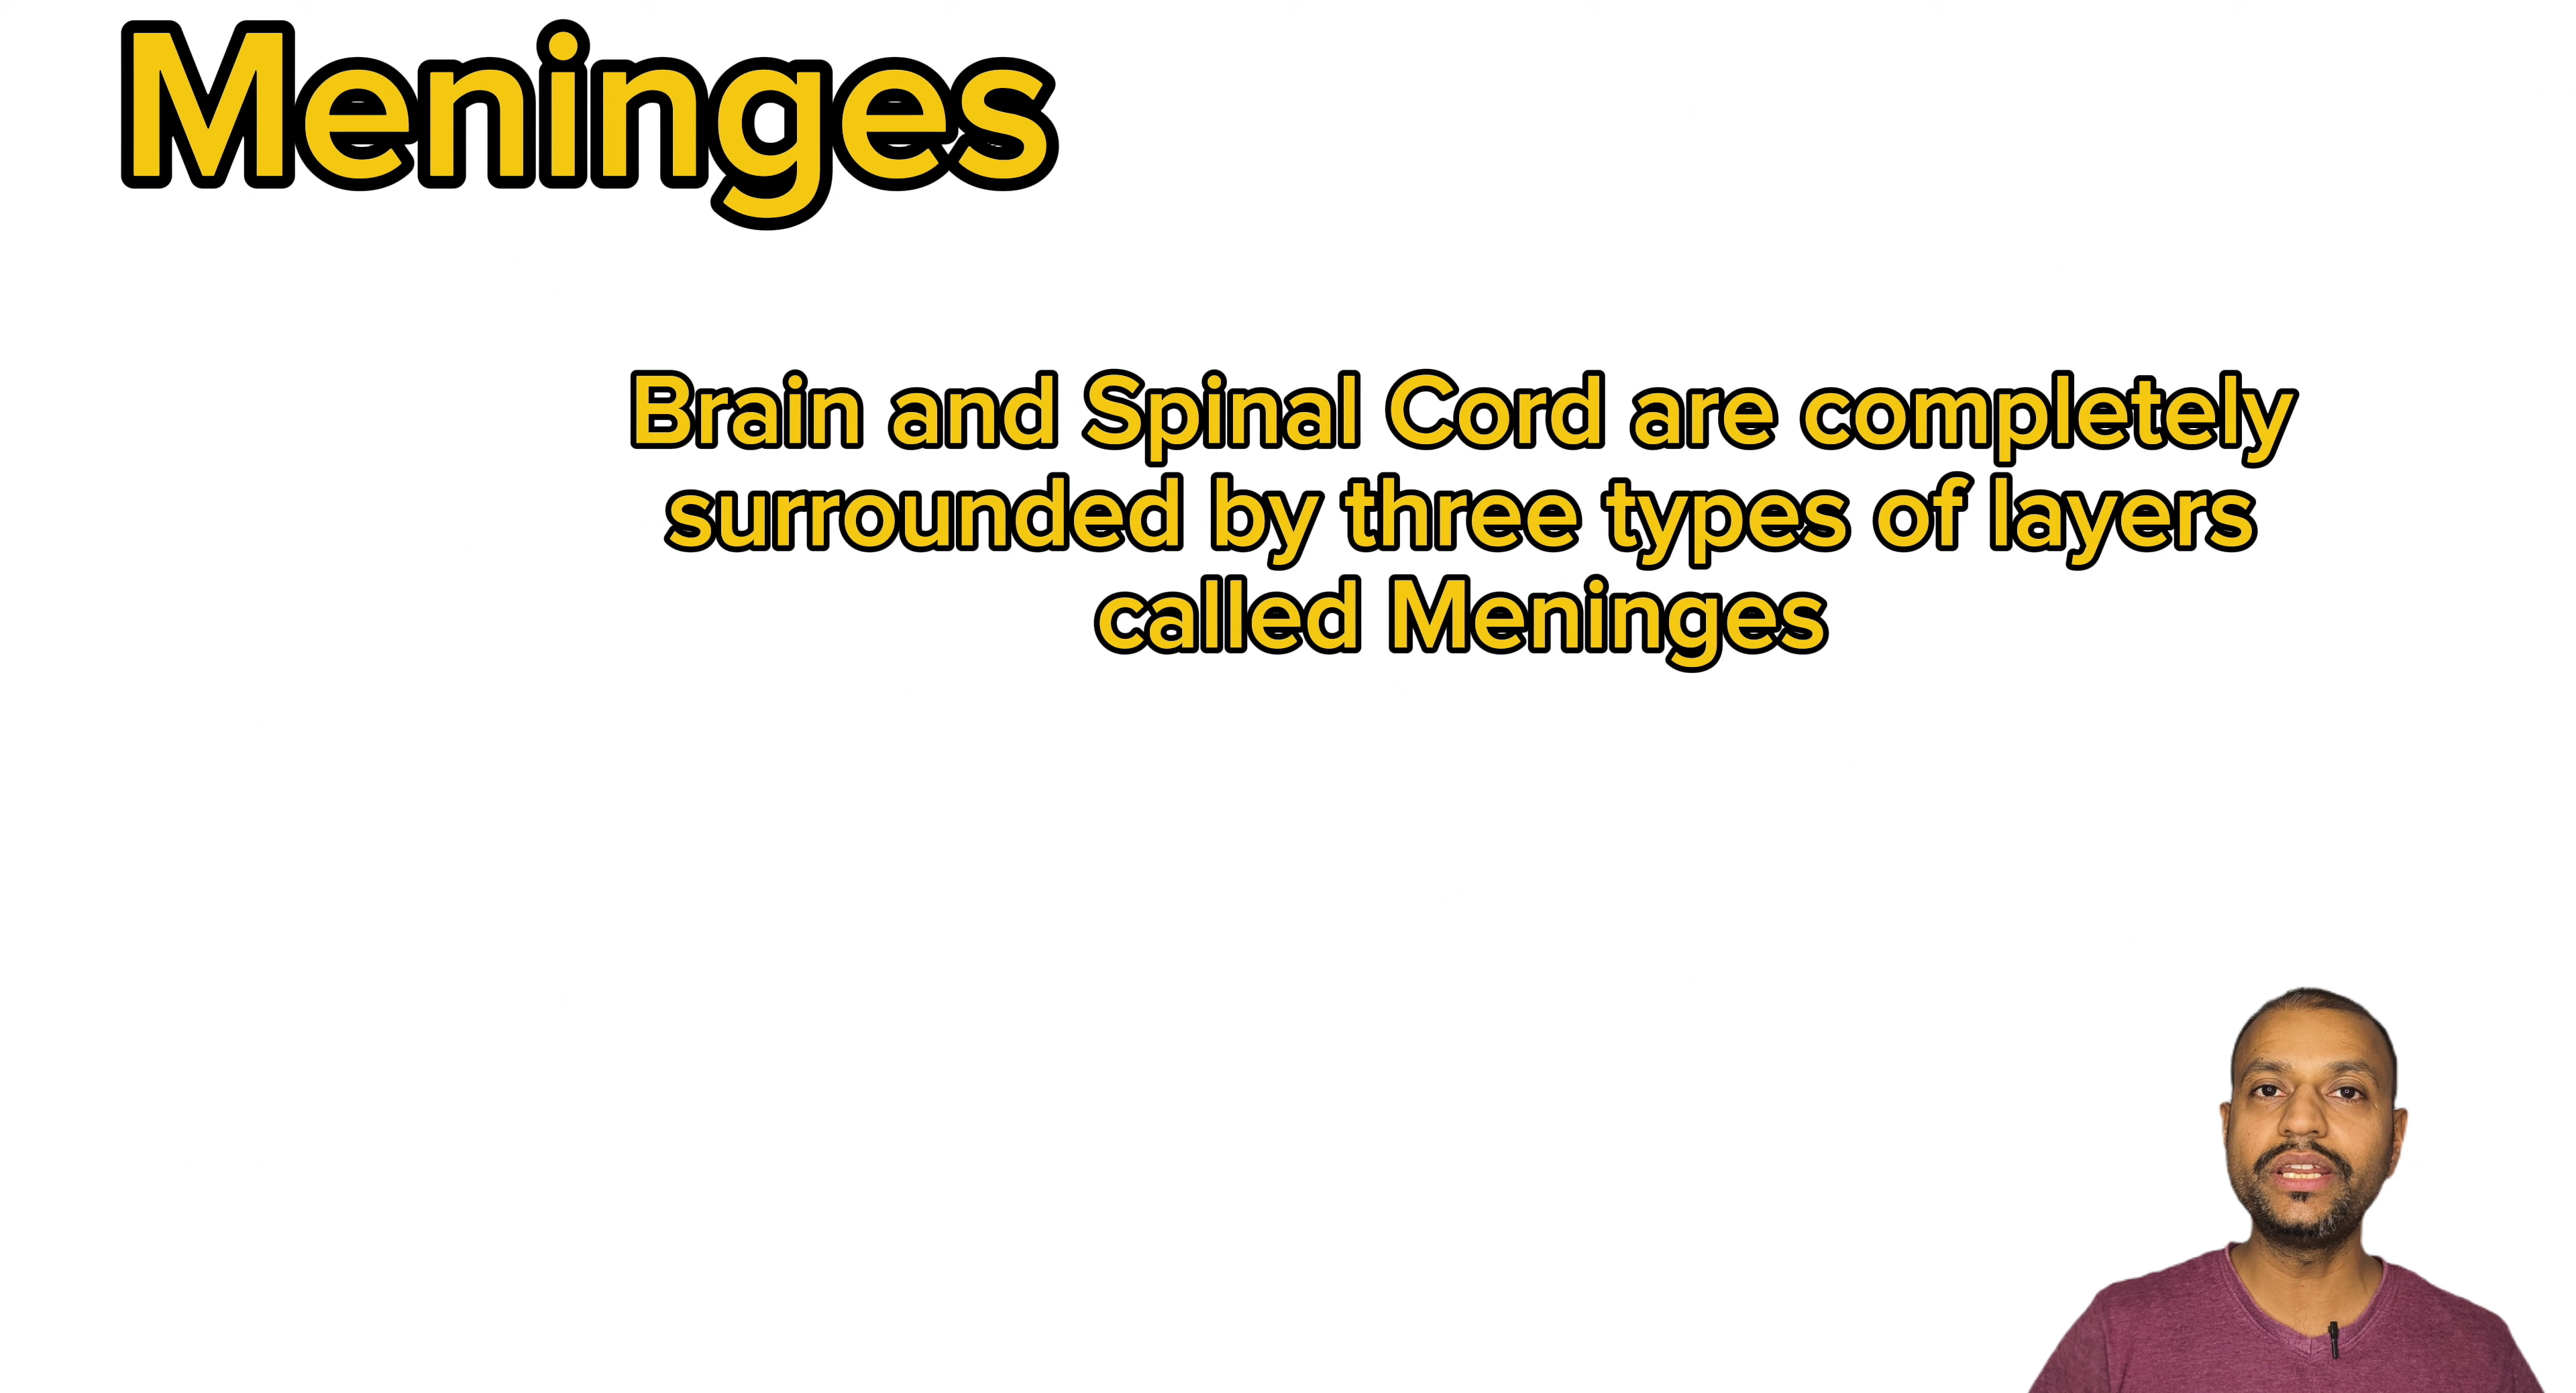 Meninges
Brain and Spinal Cord are completely
surrounded by three types of layers
called Meninges